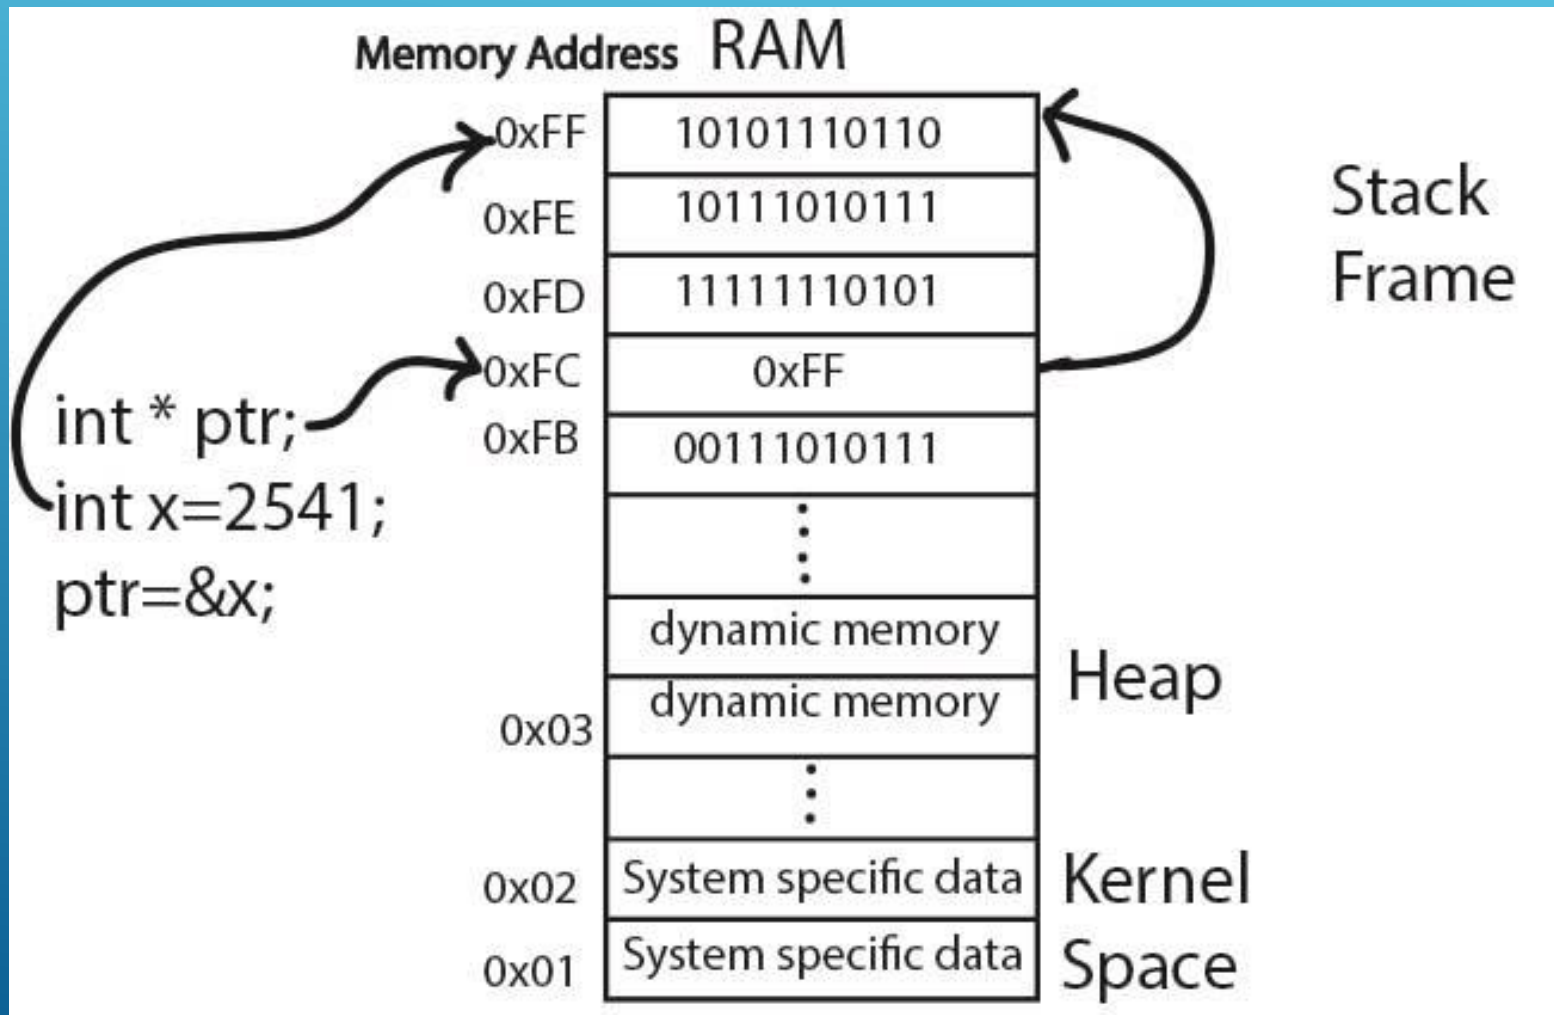 Memory Address RAM
0xFF 10101110110
0xFE 10111010111
0xFD 11111110101
0xFC 0xFF
0xFB 00111010111
Stack
Frame
int * ptr;
int x=2541;
ptr=&x;
dynamic memory
dynamic memory
0x03
Heap
0x02 System specific data
0x01 System specific data
Kernel
Space